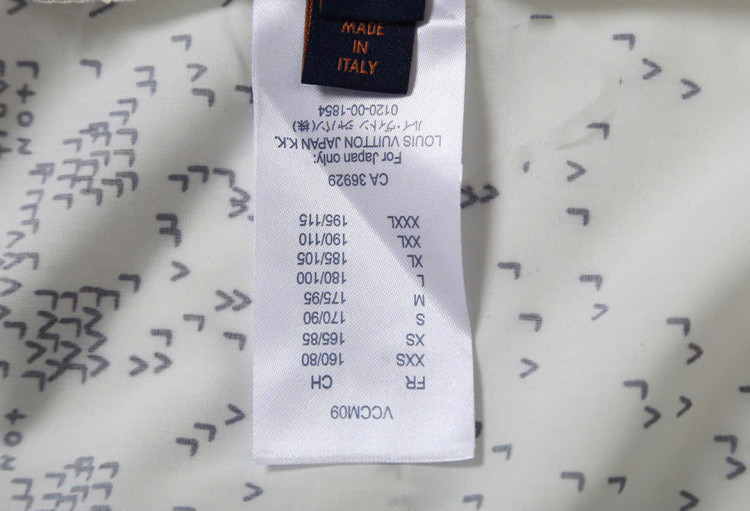 MADE
IN
ITALY
VCCM09
FR CH
XXS 160/80
XS 165/85
S 170/90
M 175/95
L 180/100
XL 185/105
XXL 190/110
XXXL 195/115
CA 36929
For Japan only:
LOUIS VUITTON JAPAN K.K.
ルイ・ヴィトン ジャパン(株)
0120-00-1854